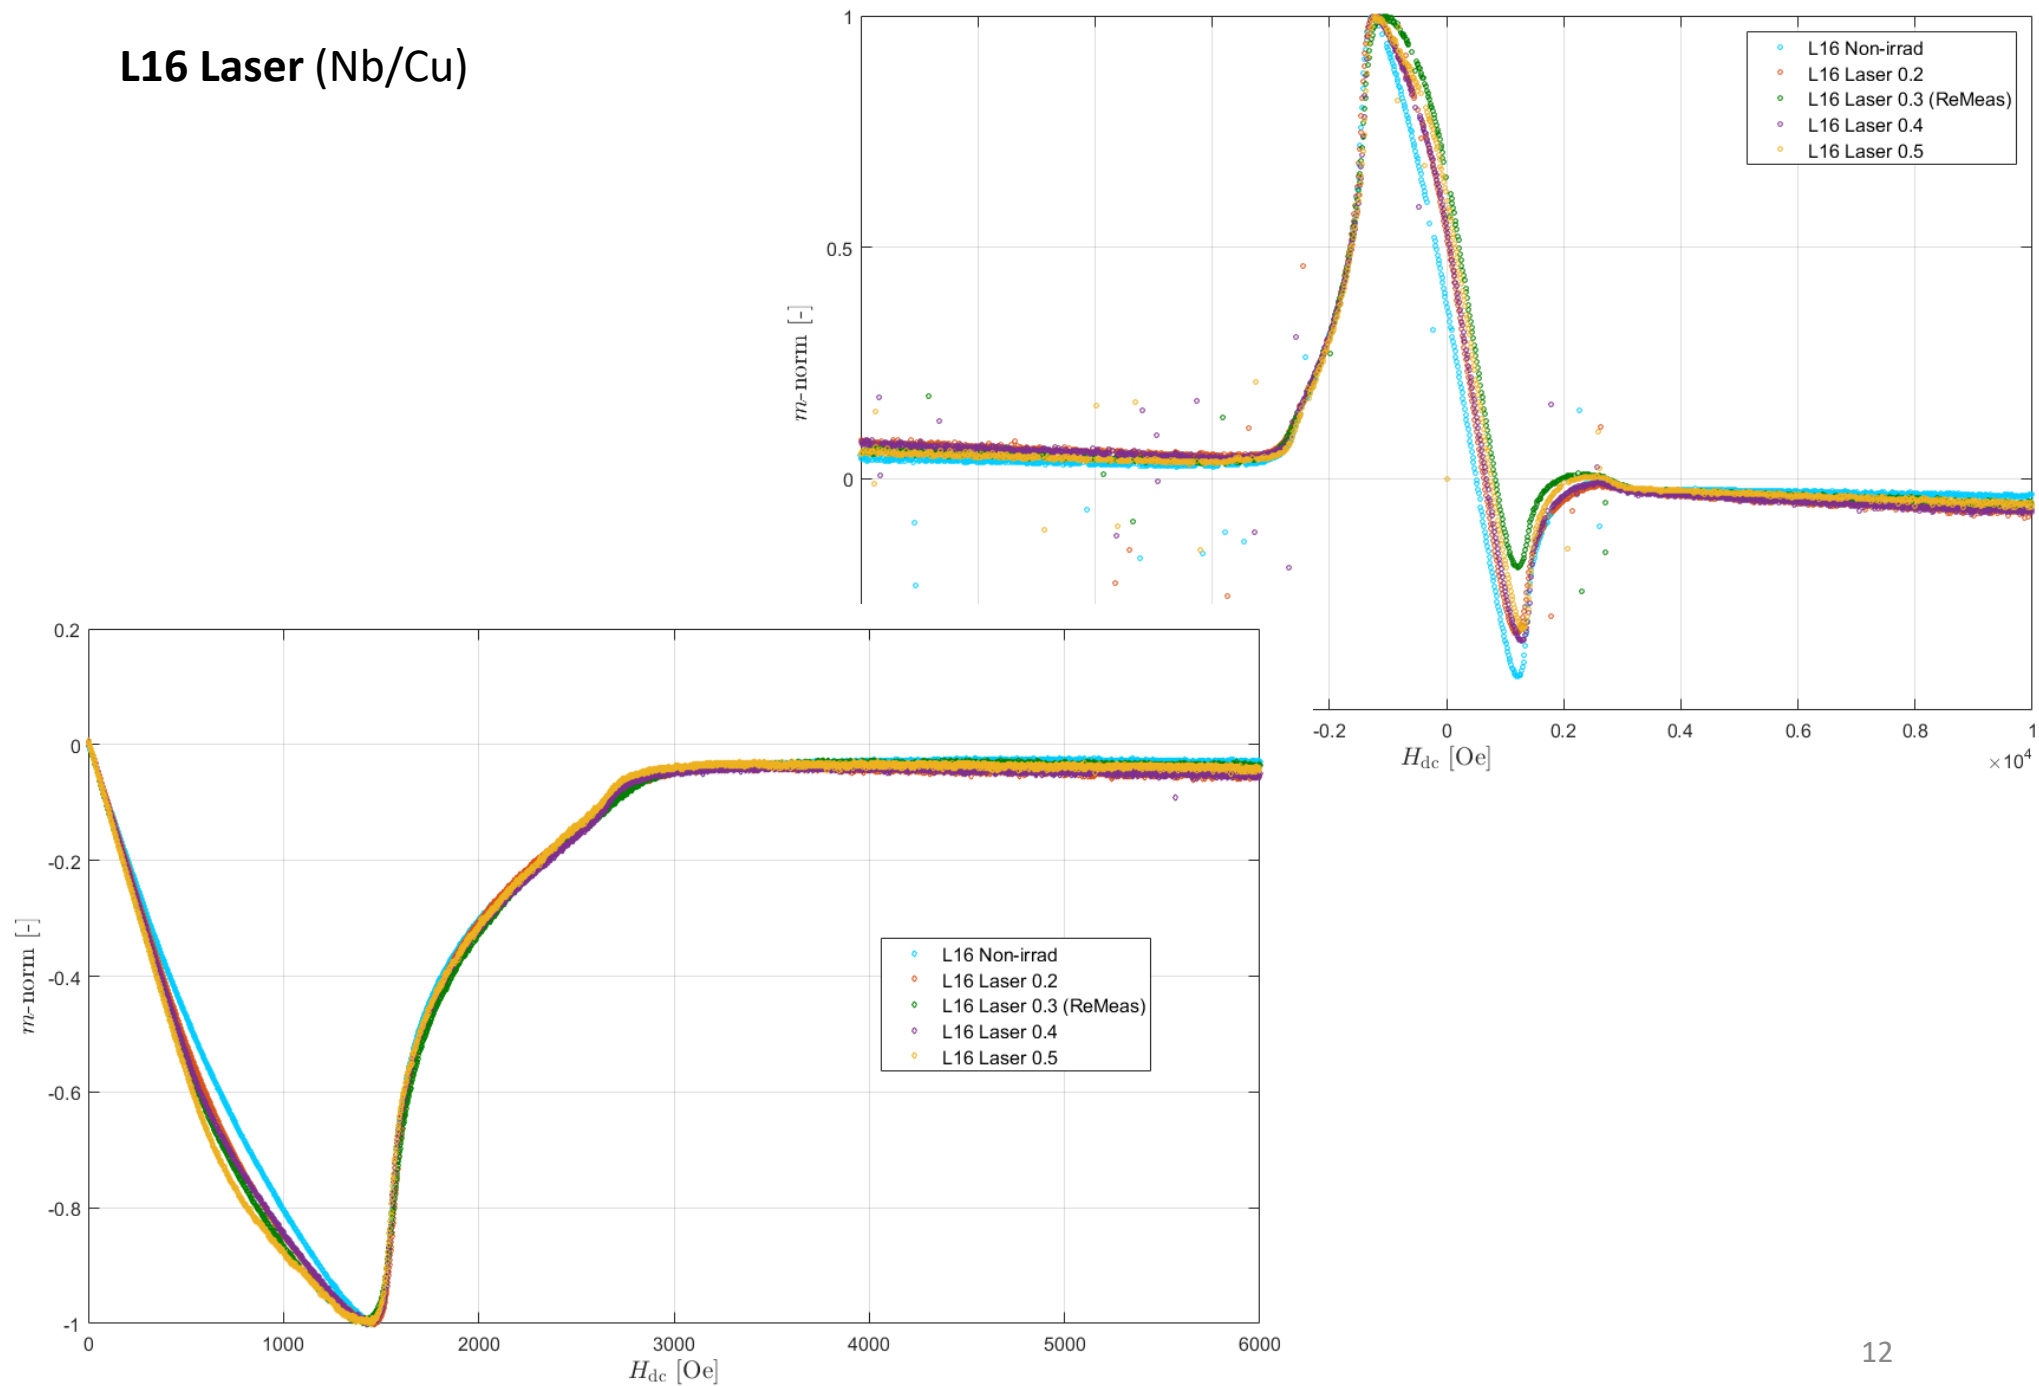 L16 Laser (Nb/Cu)
1
0.5
0
m-norm [-]
L16 Non-irrad
L16 Laser 0.2
L16 Laser 0.3 (ReMeas)
L16 Laser 0.4
L16 Laser 0.5
-0.2 0 0.2 0.4 0.6 0.8 1
×10⁴
H_dc [Oe]
0.2
0
-0.2
-0.4
-0.6
-0.8
-1
m-norm [-]
L16 Non-irrad
L16 Laser 0.2
L16 Laser 0.3 (ReMeas)
L16 Laser 0.4
L16 Laser 0.5
0 1000 2000 3000 4000 5000 6000
H_dc [Oe]
12